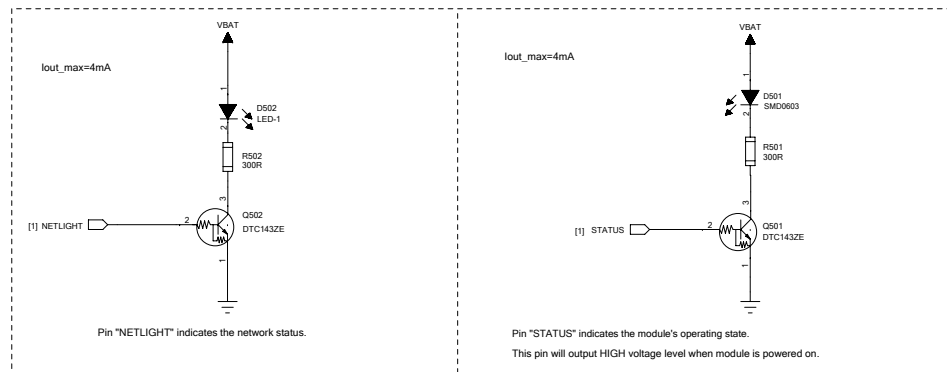 VBAT
Iout_max=4mA
1
D502
LED-1
2
R502
300R
3
[1] NETLIGHT
2
Q502
DTC143ZE
1
Pin "NETLIGHT" indicates the network status.
VBAT
Iout_max=4mA
1
D501
SMD0603
2
R501
300R
3
[1] STATUS
2
Q501
DTC143ZE
1
Pin "STATUS" indicates the module's operating state.
This pin will output HIGH voltage level when module is powered on.